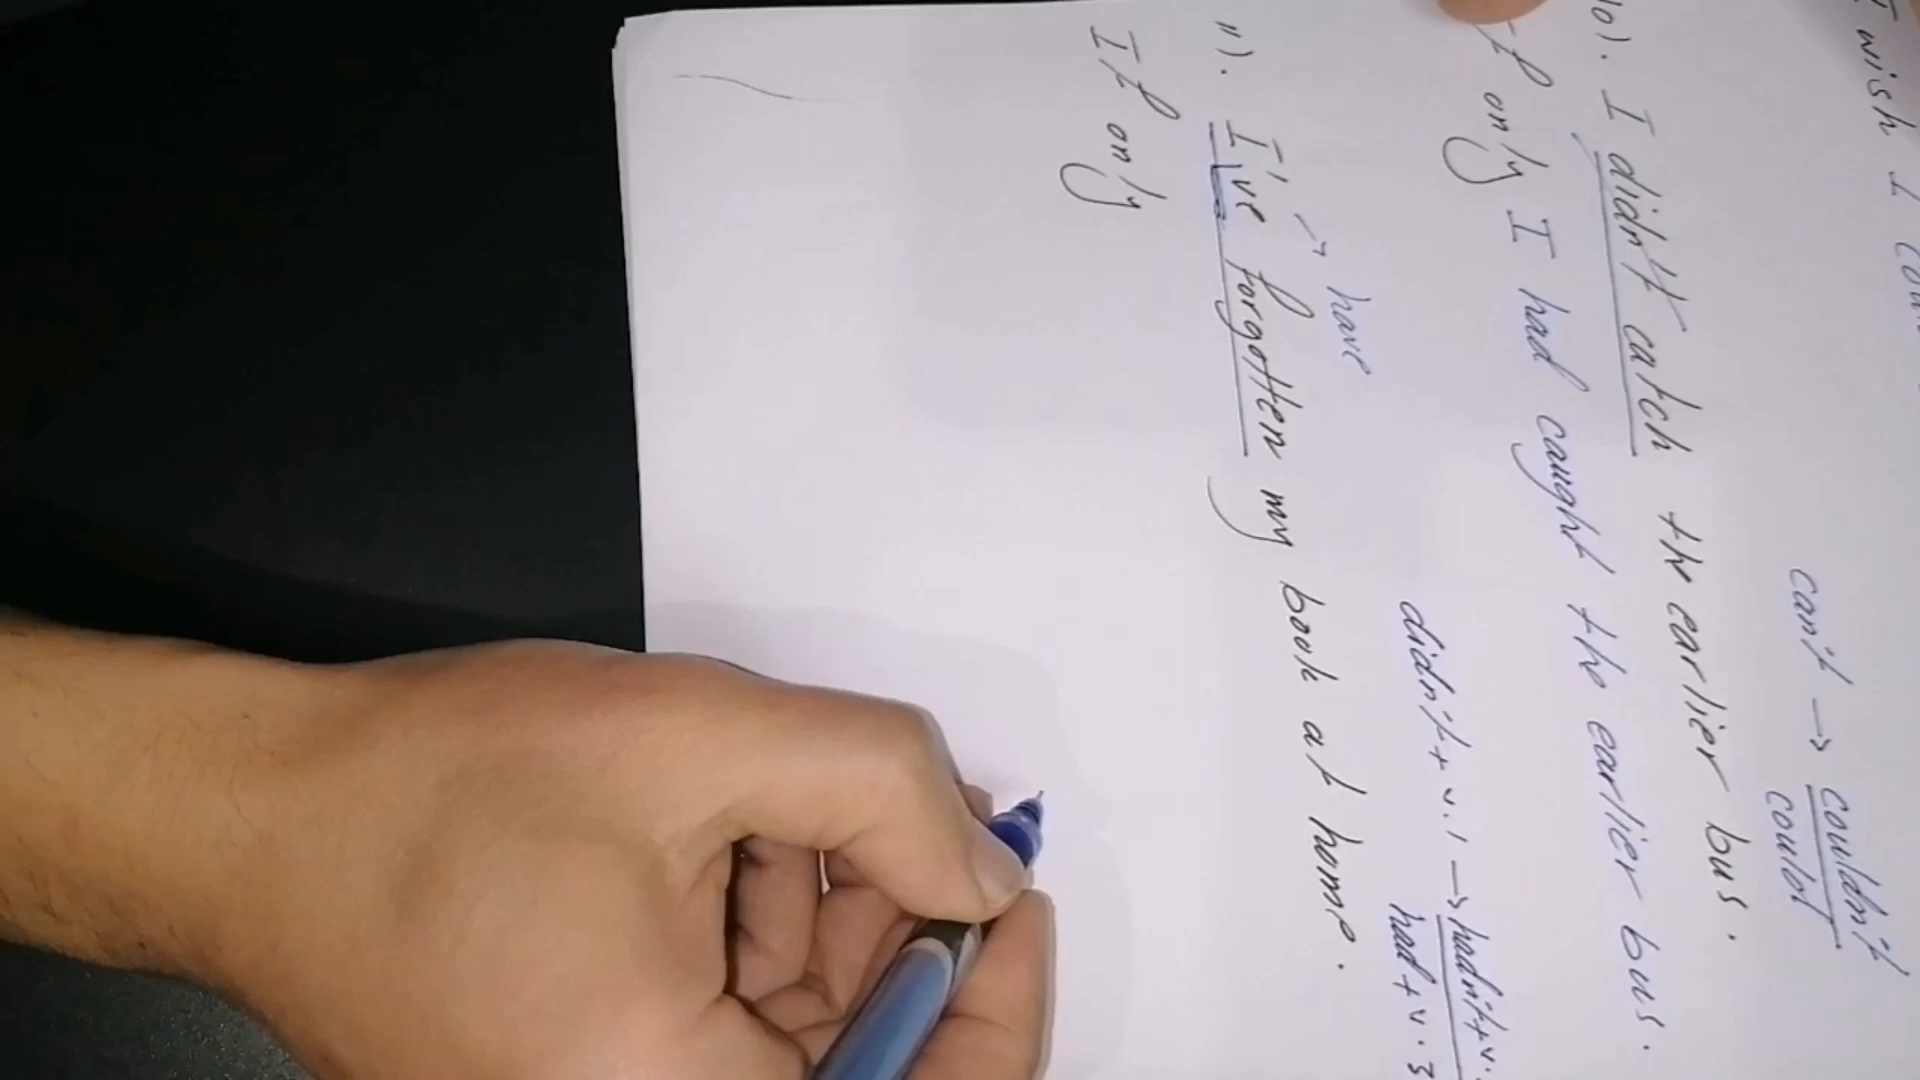 I wish I
can't → couldn't
could
10). I didn't catch the earlier bus.
If only I had caught the earlier bus.
didn't + v.1 → hadn't + v.
had + v.3
have
11). I've forgotten my book at home.
If only